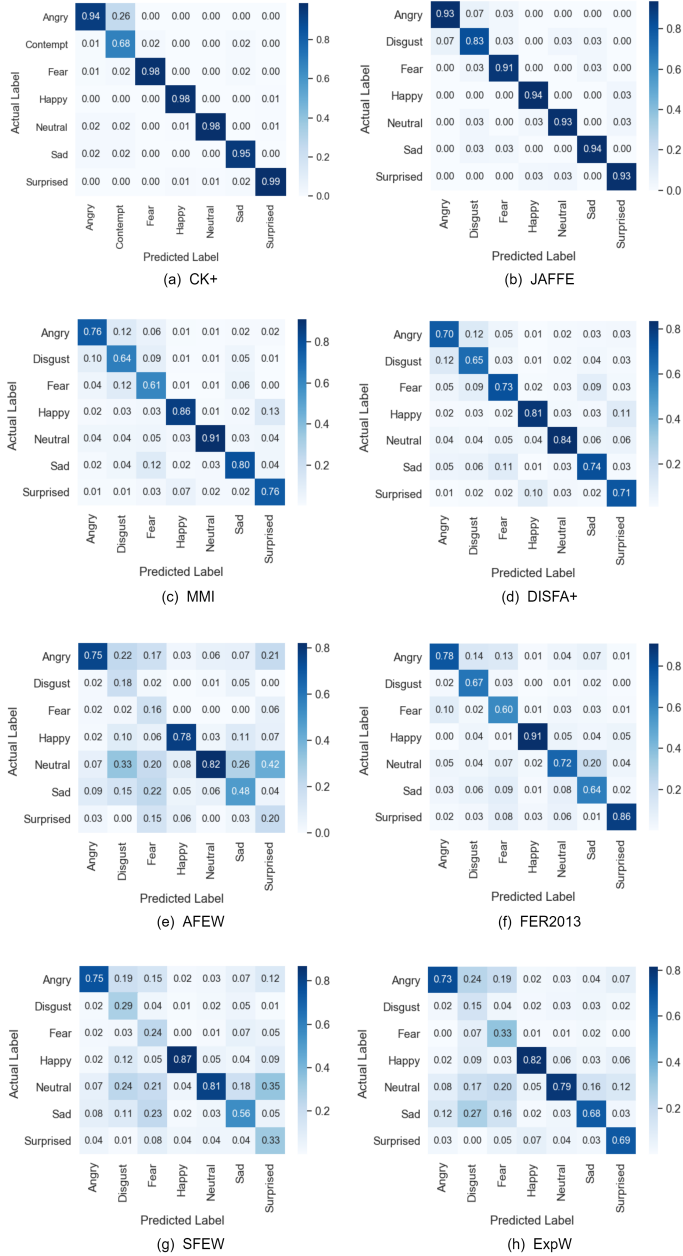 Actual Label
Angry 0.94 0.26 0.00 0.00 0.00 0.00 0.00
Contempt 0.01 0.68 0.02 0.00 0.00 0.02 0.00
Fear 0.01 0.02 0.98 0.00 0.00 0.00 0.00
Happy 0.00 0.00 0.00 0.98 0.00 0.00 0.01
Neutral 0.02 0.02 0.00 0.01 0.98 0.00 0.01
Sad 0.02 0.02 0.00 0.00 0.00 0.95 0.00
Surprised 0.00 0.00 0.00 0.01 0.01 0.02 0.99
Angry Contempt Fear Happy Neutral Sad Surprised
Predicted Label
0.8
0.6
0.4
0.2
0.0
(a) CK+
Actual Label
Angry 0.93 0.07 0.03 0.00 0.03 0.00 0.00
Disgust 0.07 0.83 0.03 0.00 0.03 0.03 0.00
Fear 0.00 0.03 0.91 0.00 0.00 0.03 0.00
Happy 0.00 0.00 0.00 0.94 0.00 0.00 0.03
Neutral 0.00 0.03 0.00 0.03 0.93 0.00 0.03
Sad 0.00 0.03 0.03 0.03 0.00 0.94 0.00
Surprised 0.00 0.00 0.00 0.03 0.00 0.00 0.93
Angry Disgust Fear Happy Neutral Sad Surprised
Predicted Label
0.8
0.6
0.4
0.2
0.0
(b) JAFFE
Actual Label
Angry 0.76 0.12 0.06 0.01 0.01 0.02 0.02
Disgust 0.10 0.64 0.09 0.01 0.01 0.05 0.01
Fear 0.04 0.12 0.61 0.01 0.01 0.06 0.00
Happy 0.02 0.03 0.03 0.86 0.01 0.02 0.13
Neutral 0.04 0.04 0.05 0.02 0.91 0.03 0.04
Sad 0.02 0.04 0.12 0.02 0.03 0.80 0.04
Surprised 0.01 0.01 0.03 0.07 0.02 0.02 0.76
Angry Disgust Fear Happy Neutral Sad Surprised
Predicted Label
0.8
0.6
0.4
0.2
(c) MMI
Actual Label
Angry 0.70 0.12 0.05 0.01 0.02 0.03 0.03
Disgust 0.12 0.65 0.03 0.01 0.02 0.04 0.03
Fear 0.05 0.09 0.73 0.02 0.03 0.09 0.03
Happy 0.02 0.03 0.02 0.81 0.03 0.03 0.11
Neutral 0.04 0.04 0.05 0.04 0.84 0.06 0.06
Sad 0.05 0.06 0.11 0.01 0.03 0.74 0.03
Surprised 0.01 0.02 0.02 0.10 0.03 0.02 0.71
Angry Disgust Fear Happy Neutral Sad Surprised
Predicted Label
0.8
0.6
0.4
0.2
(d) DISFA+
Actual Label
Angry 0.75 0.22 0.17 0.03 0.06 0.07 0.21
Disgust 0.02 0.18 0.02 0.00 0.01 0.05 0.00
Fear 0.02 0.02 0.16 0.00 0.00 0.00 0.06
Happy 0.02 0.10 0.06 0.78 0.03 0.11 0.07
Neutral 0.07 0.33 0.20 0.08 0.82 0.26 0.42
Sad 0.09 0.15 0.22 0.05 0.06 0.48 0.04
Surprised 0.03 0.00 0.15 0.06 0.00 0.03 0.20
Angry Disgust Fear Happy Neutral Sad Surprised
Predicted Label
0.8
0.6
0.4
0.2
0.0
(e) AFEW
Actual Label
Angry 0.78 0.14 0.13 0.01 0.04 0.07 0.01
Disgust 0.02 0.67 0.03 0.00 0.01 0.02 0.00
Fear 0.10 0.02 0.60 0.01 0.04 0.05 0.04
Happy 0.00 0.04 0.01 0.91 0.05 0.04 0.05
Neutral 0.05 0.04 0.07 0.02 0.72 0.20 0.04
Sad 0.03 0.06 0.09 0.01 0.08 0.64 0.02
Surprised 0.02 0.03 0.08 0.03 0.06 0.01 0.86
Angry Disgust Fear Happy Neutral Sad Surprised
Predicted Label
0.8
0.6
0.4
0.2
(f) FER2013
Actual Label
Angry 0.75 0.19 0.15 0.02 0.03 0.07 0.12
Disgust 0.02 0.29 0.04 0.01 0.02 0.05 0.01
Fear 0.02 0.03 0.24 0.00 0.01 0.07 0.05
Happy 0.02 0.12 0.05 0.87 0.05 0.04 0.09
Neutral 0.07 0.24 0.21 0.04 0.81 0.18 0.35
Sad 0.08 0.11 0.23 0.02 0.03 0.56 0.05
Surprised 0.04 0.01 0.08 0.04 0.04 0.04 0.33
Angry Disgust Fear Happy Neutral Sad Surprised
Predicted Label
0.8
0.6
0.4
0.2
(g) SFEW
Actual Label
Angry 0.73 0.24 0.19 0.02 0.03 0.04 0.07
Disgust 0.02 0.15 0.04 0.02 0.03 0.03 0.02
Fear 0.00 0.07 0.33 0.01 0.01 0.02 0.00
Happy 0.02 0.09 0.03 0.82 0.06 0.03 0.06
Neutral 0.08 0.17 0.20 0.05 0.79 0.16 0.12
Sad 0.12 0.27 0.16 0.02 0.03 0.68 0.03
Surprised 0.03 0.00 0.05 0.07 0.04 0.03 0.69
Angry Disgust Fear Happy Neutral Sad Surprised
Predicted Label
0.8
0.6
0.4
0.2
(h) ExpW